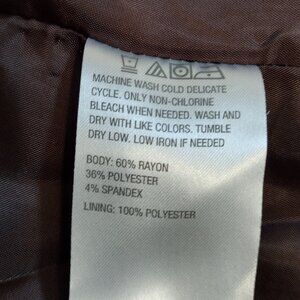 MACHINE WASH COLD DELICATE
CYCLE. ONLY NON-CHLORINE
BLEACH WHEN NEEDED. WASH AND
DRY WITH LIKE COLORS. TUMBLE
DRY LOW. LOW IRON IF NEEDED
BODY: 60% RAYON
36% POLYESTER
4% SPANDEX
LINING: 100% POLYESTER